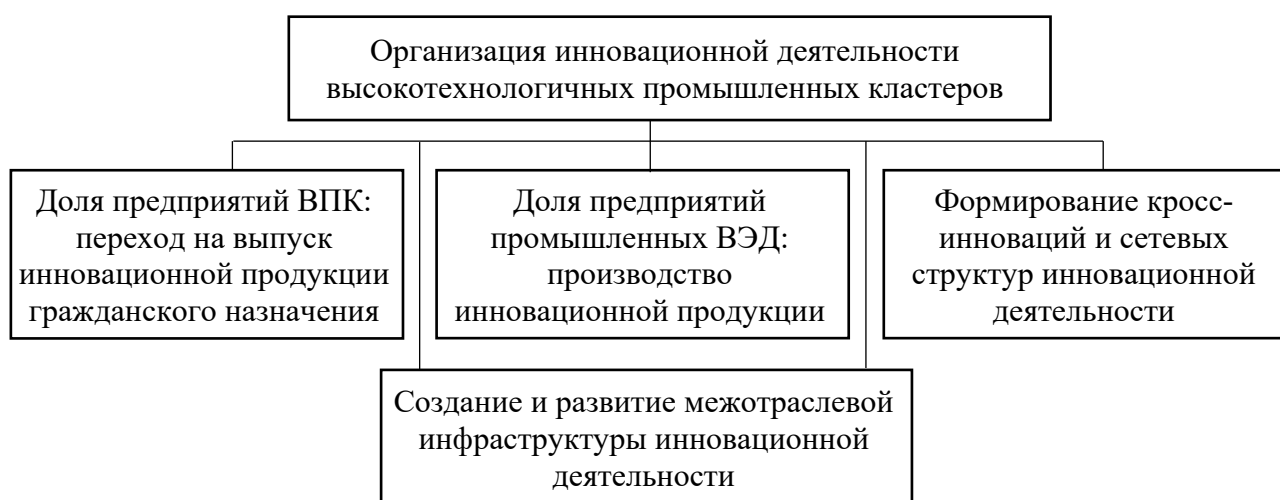 Организация инновационной деятельности
высокотехнологичных промышленных кластеров
Доля предприятий ВПК:
переход на выпуск
инновационной продукции
гражданского назначения
Доля предприятий
промышленных ВЭД:
производство
инновационной продукции
Формирование кросс-
инноваций и сетевых
структур инновационной
деятельности
Создание и развитие межотраслевой
инфраструктуры инновационной
деятельности